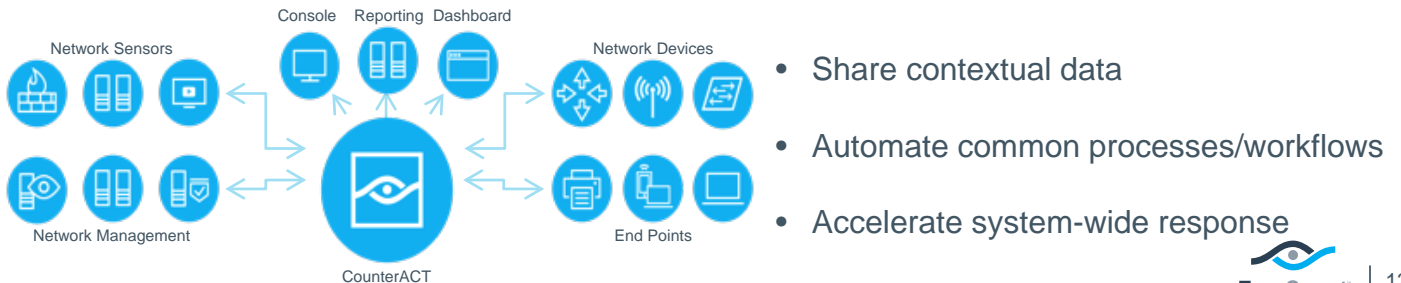 Console Reporting Dashboard
Network Sensors
Network Devices
Network Management
End Points
CounterACT
• Share contextual data
• Automate common processes/workflows
• Accelerate system-wide response